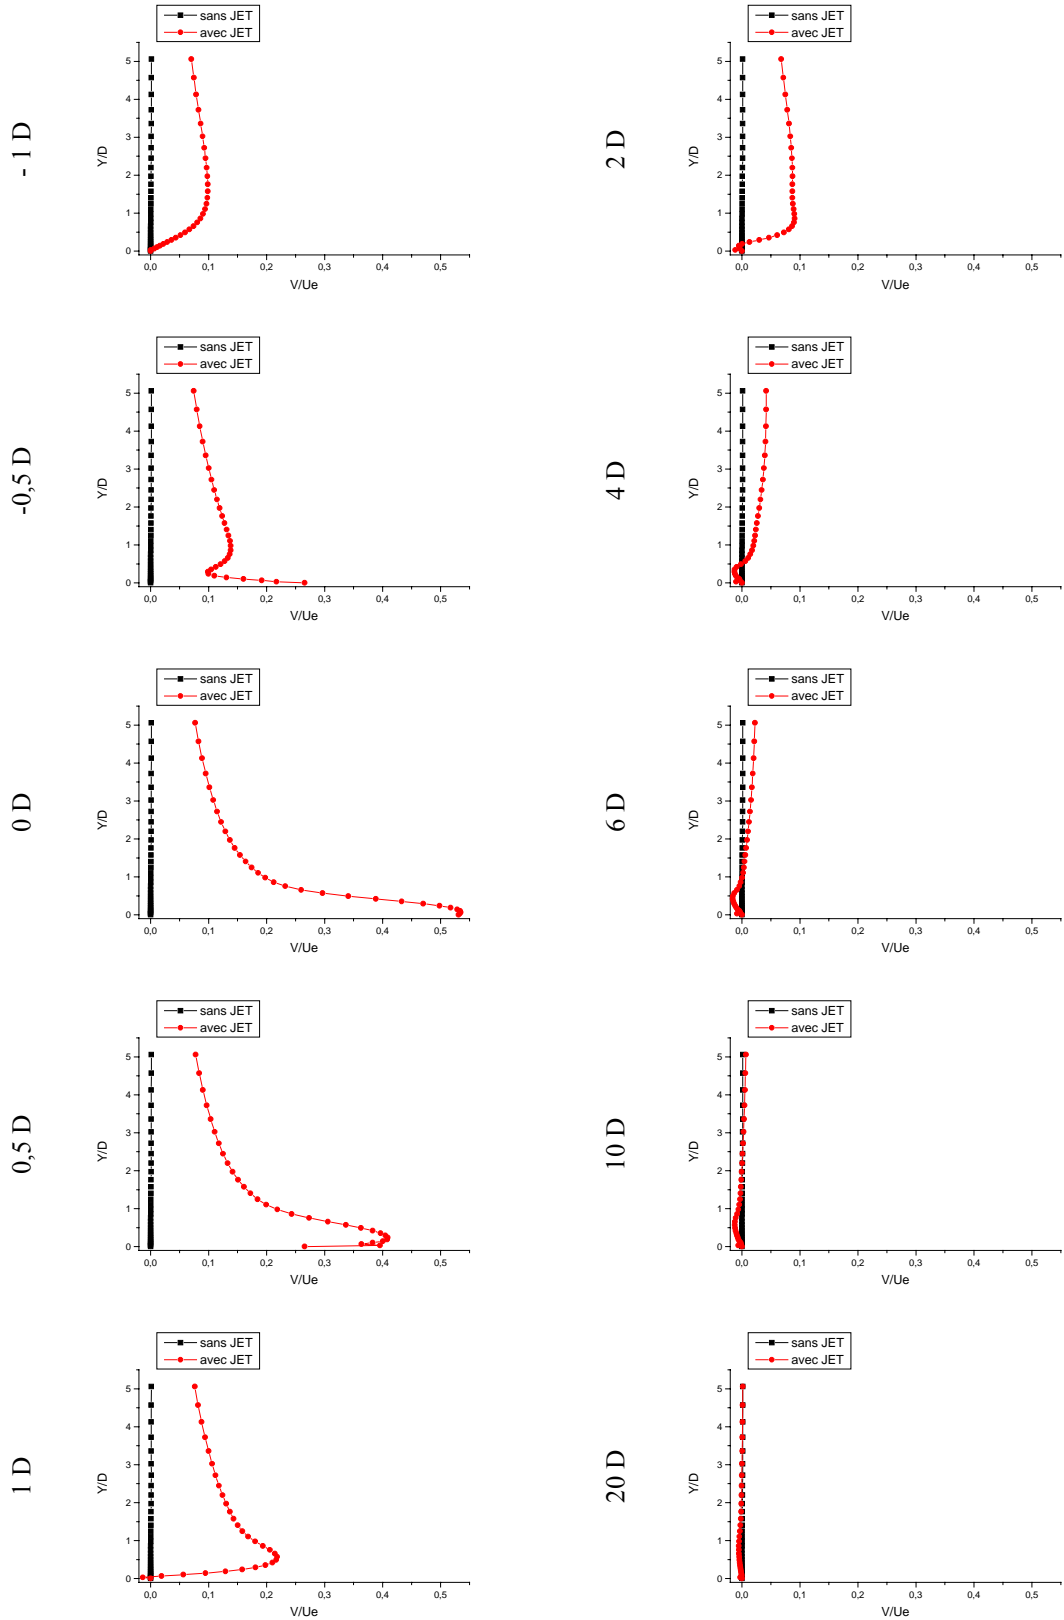 - 1 D
sans JET
avec JET
Y/D
5
4
3
2
1
0
0,0 0,1 0,2 0,3 0,4 0,5
V/Ue
2 D
sans JET
avec JET
Y/D
5
4
3
2
1
0
0,0 0,1 0,2 0,3 0,4 0,5
V/Ue
-0,5 D
sans JET
avec JET
Y/D
5
4
3
2
1
0
0,0 0,1 0,2 0,3 0,4 0,5
V/Ue
4 D
sans JET
avec JET
Y/D
5
4
3
2
1
0
0,0 0,1 0,2 0,3 0,4 0,5
V/Ue
0 D
sans JET
avec JET
Y/D
5
4
3
2
1
0
0,0 0,1 0,2 0,3 0,4 0,5
V/Ue
6 D
sans JET
avec JET
Y/D
5
4
3
2
1
0
0,0 0,1 0,2 0,3 0,4 0,5
V/Ue
0,5 D
sans JET
avec JET
Y/D
5
4
3
2
1
0
0,0 0,1 0,2 0,3 0,4 0,5
V/Ue
10 D
sans JET
avec JET
Y/D
5
4
3
2
1
0
0,0 0,1 0,2 0,3 0,4 0,5
V/Ue
1 D
sans JET
avec JET
Y/D
5
4
3
2
1
0
0,0 0,1 0,2 0,3 0,4 0,5
V/Ue
20 D
sans JET
avec JET
Y/D
5
4
3
2
1
0
0,0 0,1 0,2 0,3 0,4 0,5
V/Ue